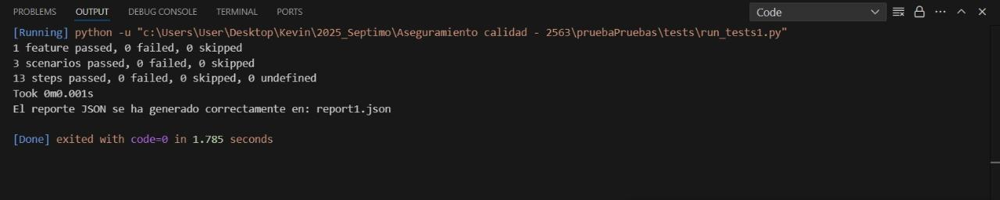 PROBLEMS OUTPUT DEBUG CONSOLE TERMINAL PORTS Code
[Running] python -u "c:\Users\User\Desktop\Kevin\2025_Septimo\Aseguramiento calidad - 2563\pruebaPruebas\tests\run_tests1.py"
1 feature passed, 0 failed, 0 skipped
3 scenarios passed, 0 failed, 0 skipped
13 steps passed, 0 failed, 0 skipped, 0 undefined
Took 0m0.001s
El reporte JSON se ha generado correctamente en: report1.json
[Done] exited with code=0 in 1.785 seconds